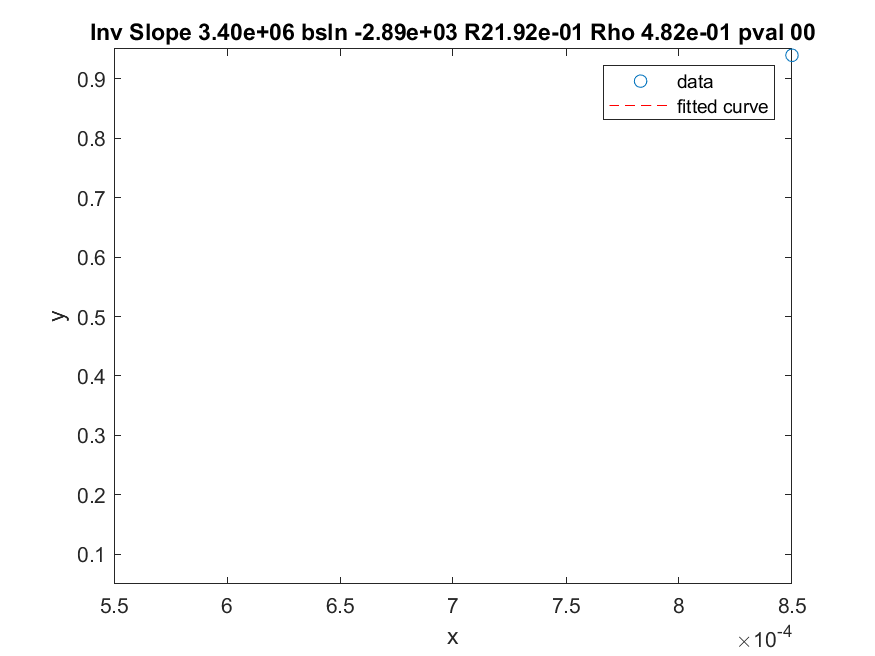 Inv Slope 3.40e+06 bsln -2.89e+03 R21.92e-01 Rho 4.82e-01 pval 00
data
fitted curve
0.9
0.8
0.7
0.6
0.5
0.4
0.3
0.2
0.1
y
5.5 6 6.5 7 7.5 8 8.5
x
×10-4